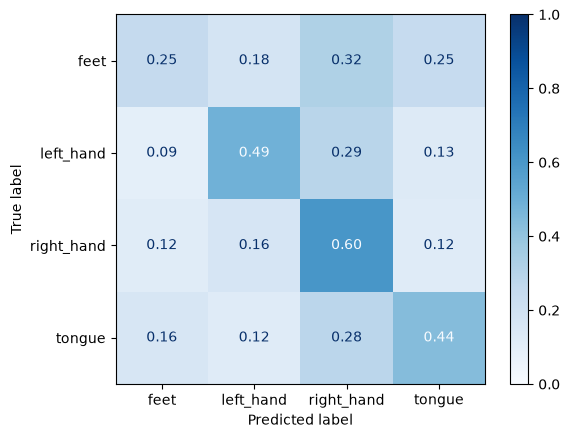 1.0
feet 0.25 0.18 0.32 0.25
0.8
left_hand 0.09 0.49 0.29 0.13
0.6
True label
0.4
right_hand 0.12 0.16 0.60 0.12
0.2
tongue 0.16 0.12 0.28 0.44
0.0
feet left_hand right_hand tongue
Predicted label